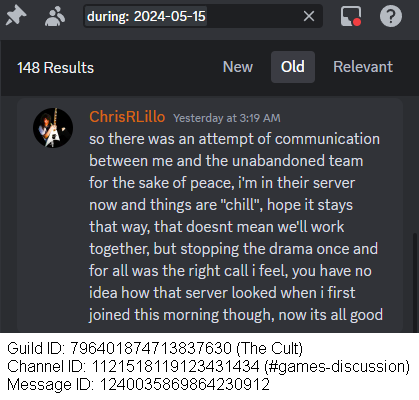 during: 2024-05-15
148 Results
New
Old
Relevant
ChrisRLillo Yesterday at 3:19 AM
so there was an attempt of communication
between me and the unabandoned team
for the sake of peace, i'm in their server
now and things are "chill", hope it stays
that way, that doesnt mean we'll work
together, but stopping the drama once and
for all was the right call i feel, you have no
idea how that server looked when i first
joined this morning though, now its all good
Guild ID: 796401874713837630 (The Cult)
Channel ID: 1121518119123431434 (#games-discussion)
Message ID: 1240035869864230912